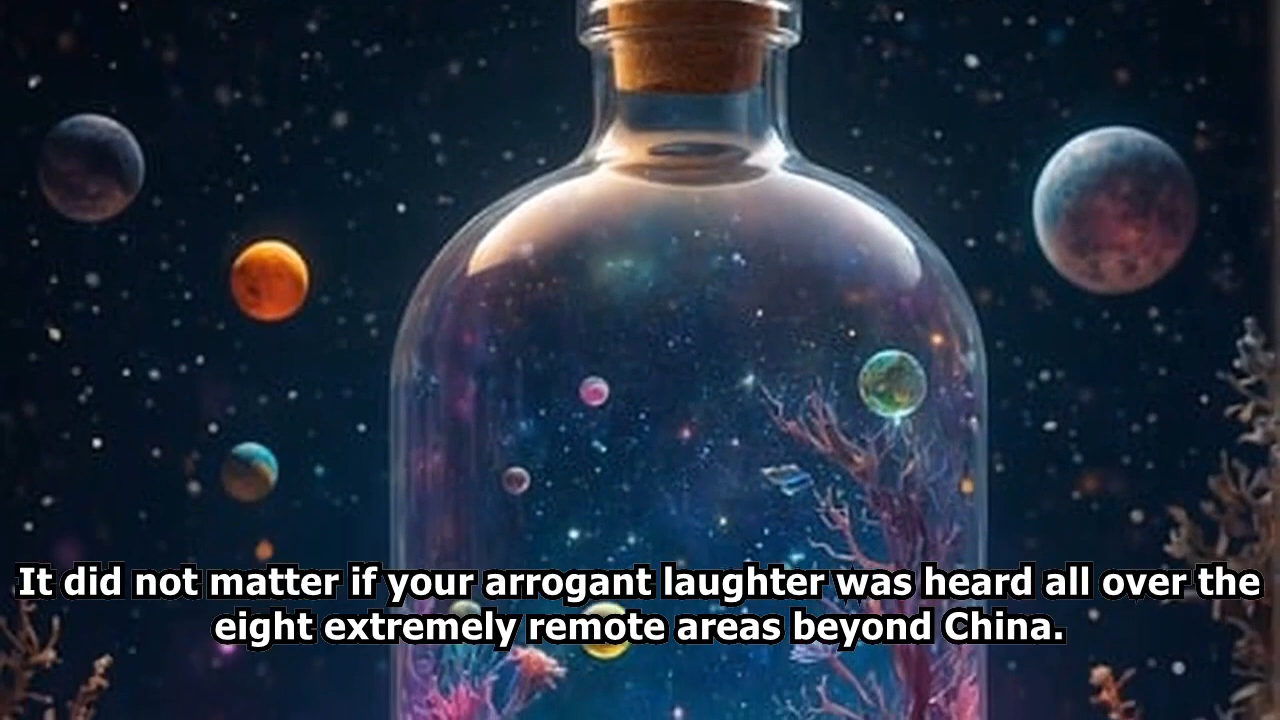 It did not matter if your arrogant laughter was heard all over the
eight extremely remote areas beyond China.